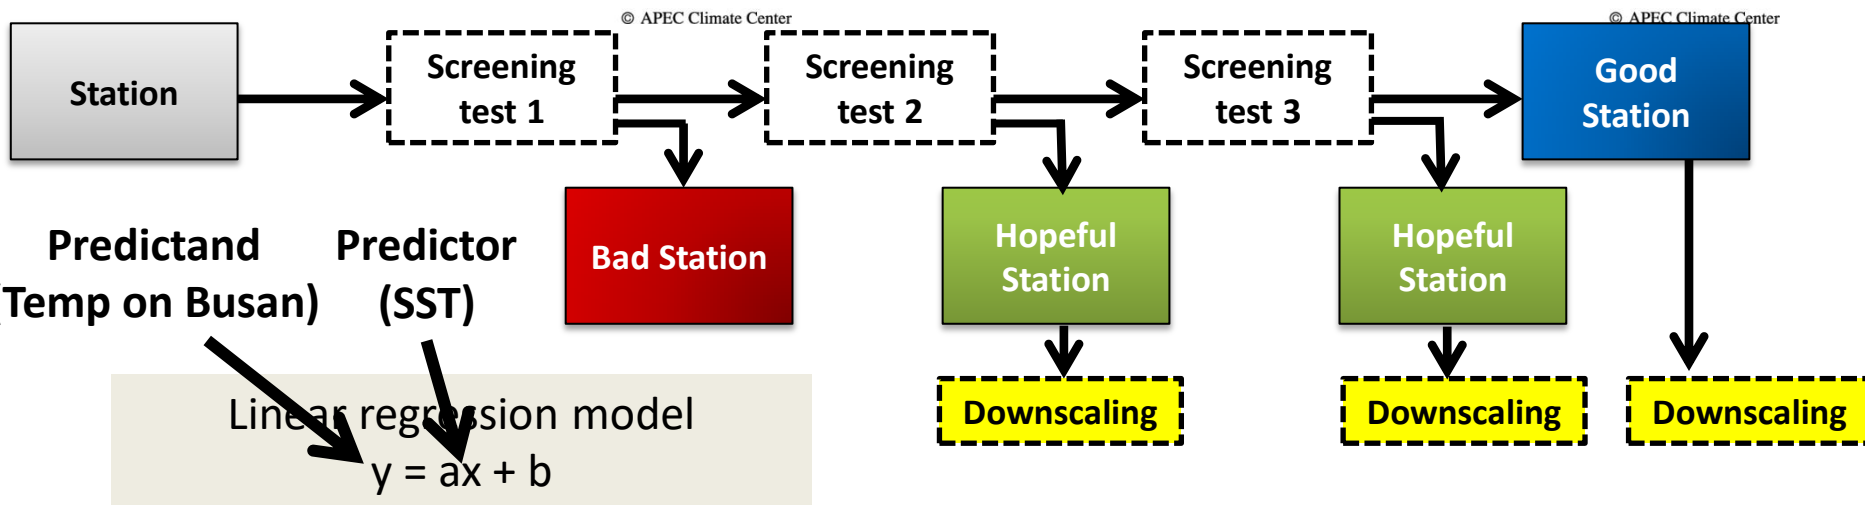 © APEC Climate Center
© APEC Climate Center
Station
Screening
test 1
Screening
test 2
Screening
test 3
Good
Station
Predictand
(Temp on Busan)
Predictor
(SST)
Bad Station
Hopeful
Station
Hopeful
Station
Linear regression model
y = ax + b
Downscaling
Downscaling
Downscaling